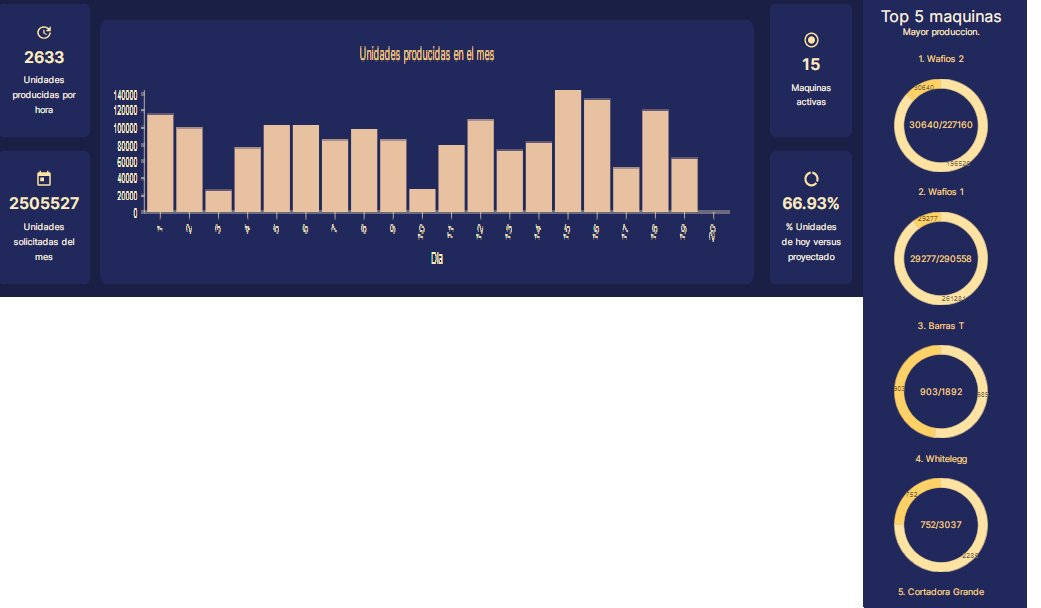 2633
Unidades
producidas por
hora
2505527
Unidades
solicitadas del
mes
Unidades producidas en el mes
140000
120000
100000
80000
60000
40000
20000
0
1
2
3
4
5
6
7
8
9
10
11
12
13
14
15
16
17
18
19
20
Día
15
Maquinas
activas
66.93%
% Unidades
de hoy versus
proyectado
Top 5 maquinas
Mayor produccion.
1. Wafios 2
30640
30640/227160
196520
2. Wafios 1
29277
29277/290558
261281
3. Barras T
903
903/1892
989
4. Whitelegg
752
752/3037
2285
5. Cortadora Grande